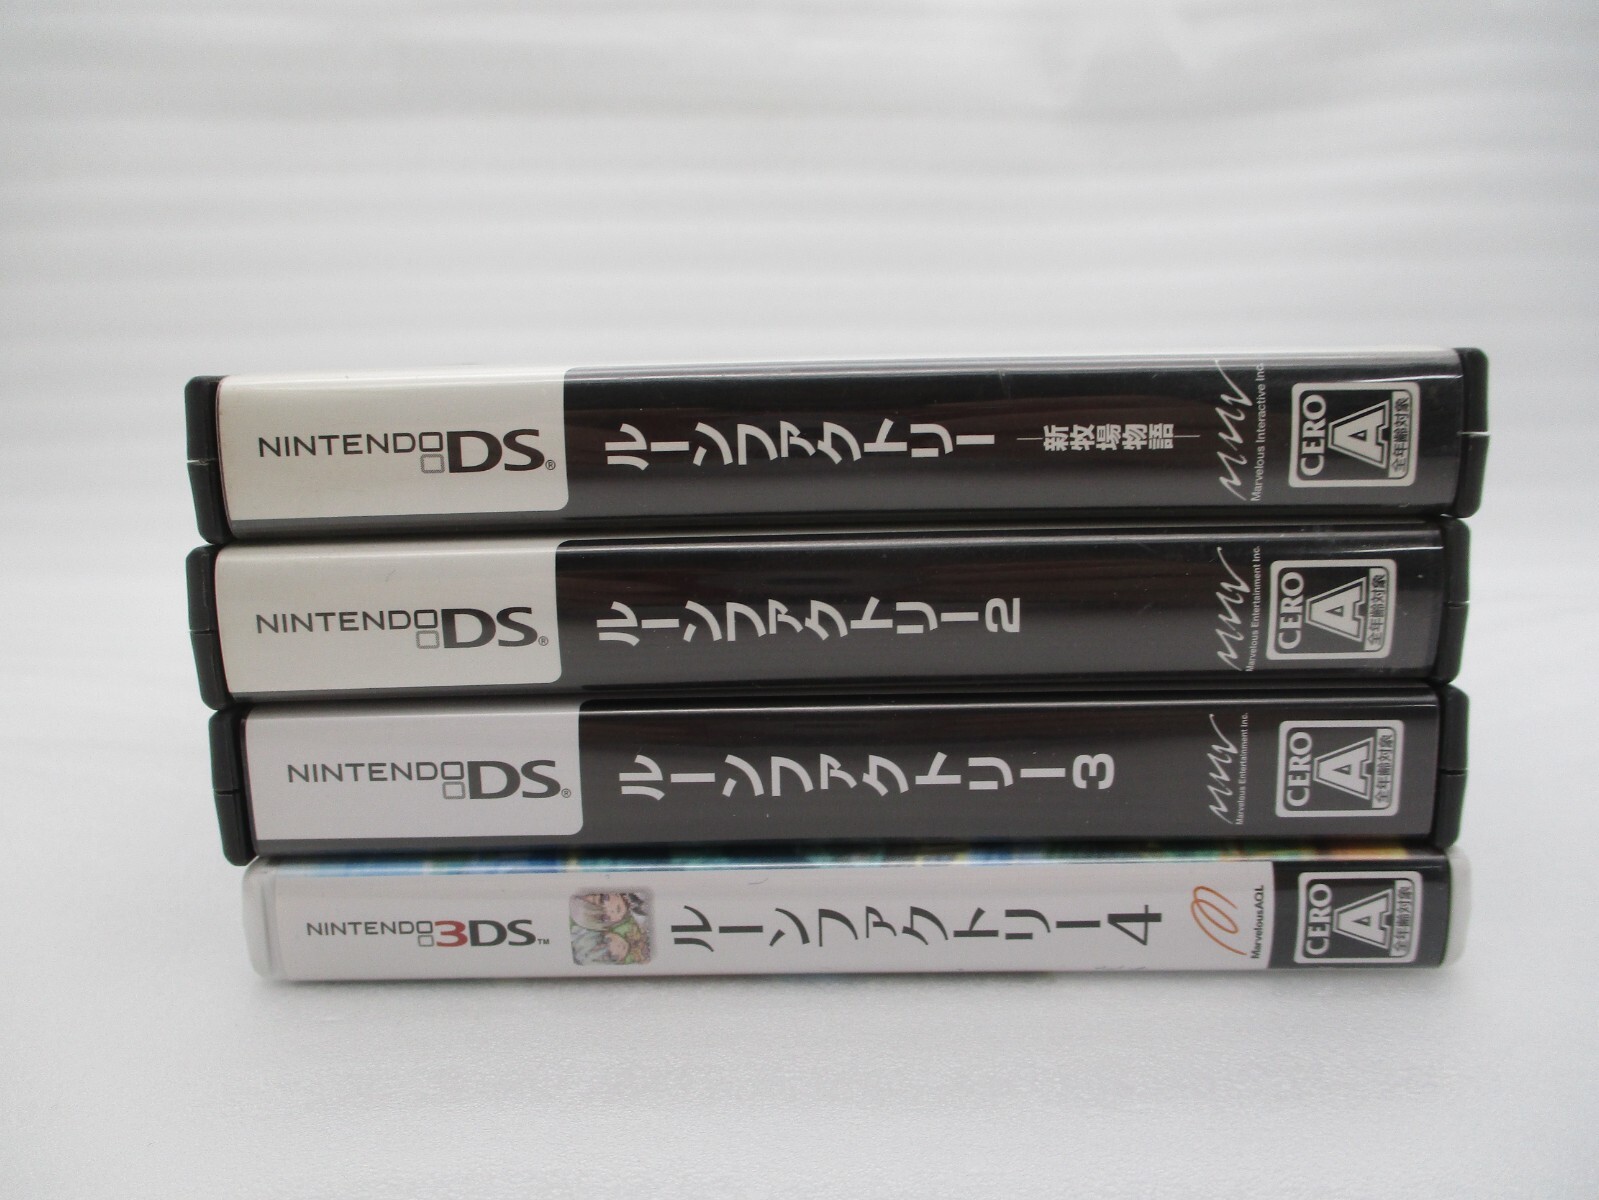 NINTENDO DS® ルーンファクトリー ―新牧場物語― Marvelous Interactive Inc. CERO A 全年齢対象
NINTENDO DS® ルーンファクトリー2 Marvelous Entertainment Inc. CERO A 全年齢対象
NINTENDO DS® ルーンファクトリー3 Marvelous Entertainment Inc. CERO A 全年齢対象
NINTENDO 3DS™ ルーンファクトリー4 MarvelousAQL CERO A 全年齢対象